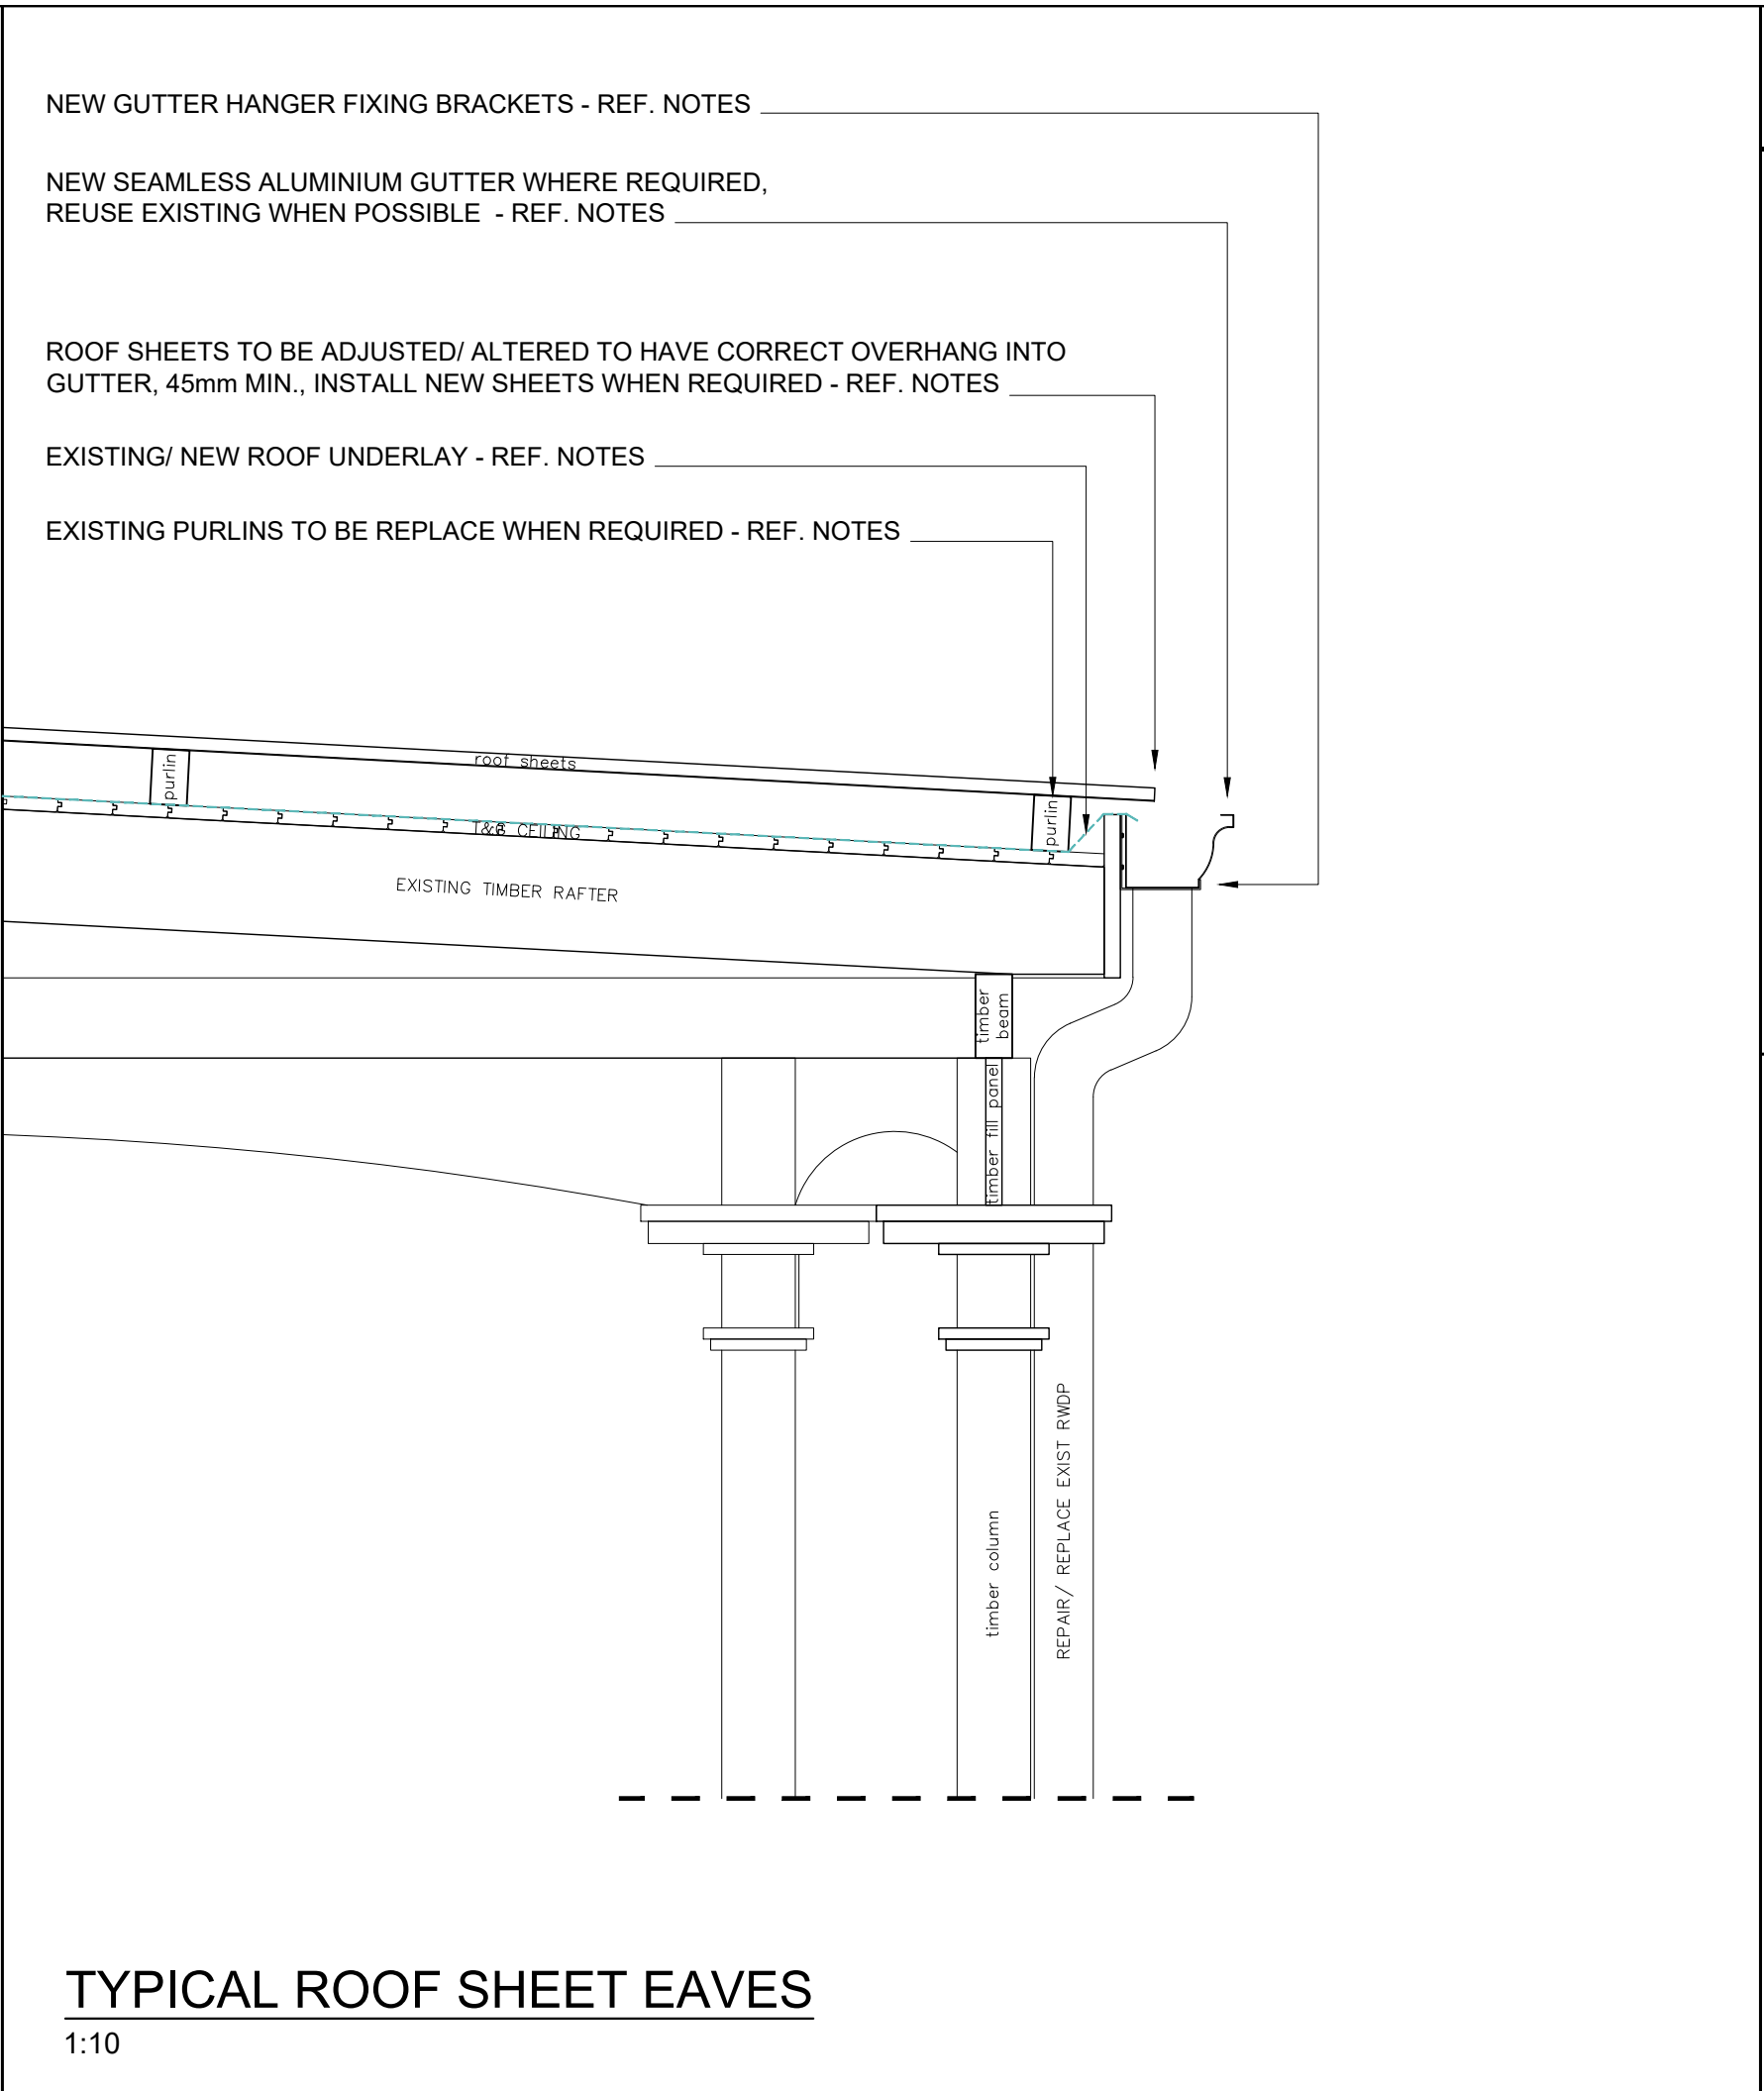 NEW GUTTER HANGER FIXING BRACKETS - REF. NOTES
NEW SEAMLESS ALUMINIUM GUTTER WHERE REQUIRED,
REUSE EXISTING WHEN POSSIBLE - REF. NOTES
ROOF SHEETS TO BE ADJUSTED/ ALTERED TO HAVE CORRECT OVERHANG INTO
GUTTER, 45mm MIN., INSTALL NEW SHEETS WHEN REQUIRED - REF. NOTES
EXISTING/ NEW ROOF UNDERLAY - REF. NOTES
EXISTING PURLINS TO BE REPLACE WHEN REQUIRED - REF. NOTES
roof sheets
purlin
purlin
T&G CEILING
EXISTING TIMBER RAFTER
timber
beam
timber fill panel
timber column
REPAIR/ REPLACE EXIST RWDP
TYPICAL ROOF SHEET EAVES
1:10